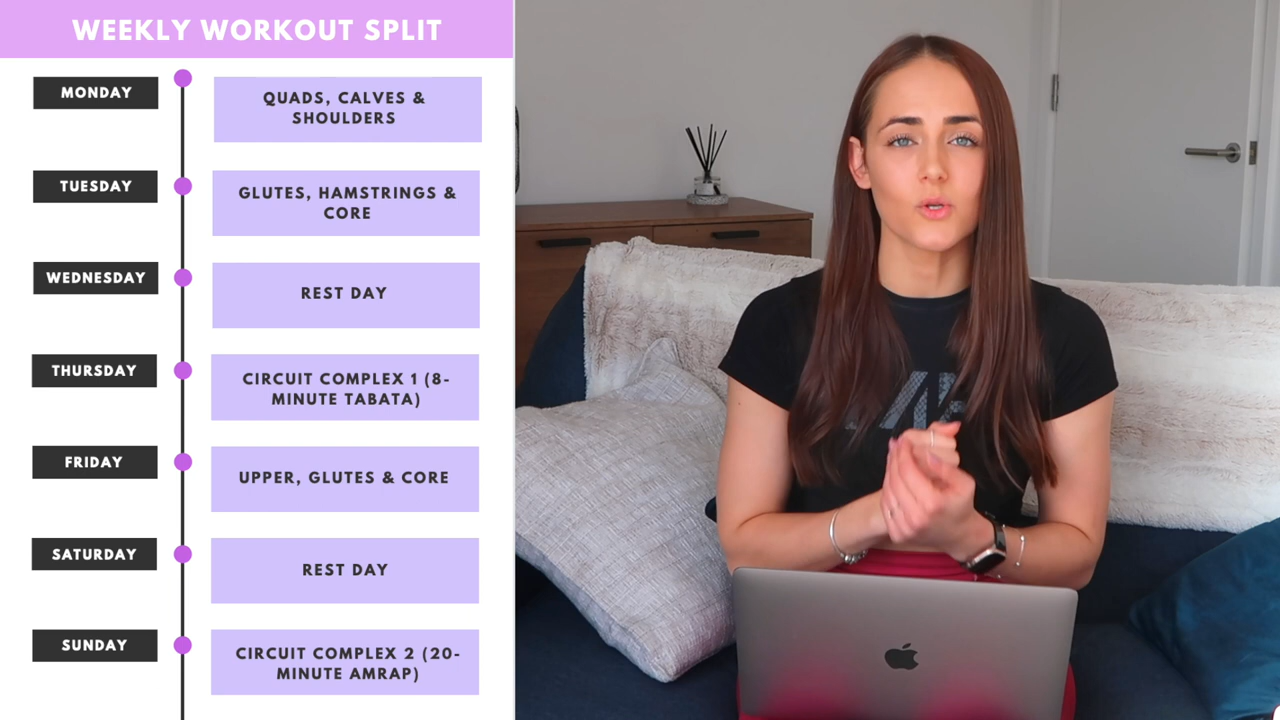 WEEKLY WORKOUT SPLIT
MONDAY
QUADS, CALVES &
SHOULDERS
TUESDAY
GLUTES, HAMSTRINGS &
CORE
WEDNESDAY
REST DAY
THURSDAY
CIRCUIT COMPLEX 1 (8-
MINUTE TABATA)
FRIDAY
UPPER, GLUTES & CORE
SATURDAY
REST DAY
SUNDAY
CIRCUIT COMPLEX 2 (20-
MINUTE AMRAP)